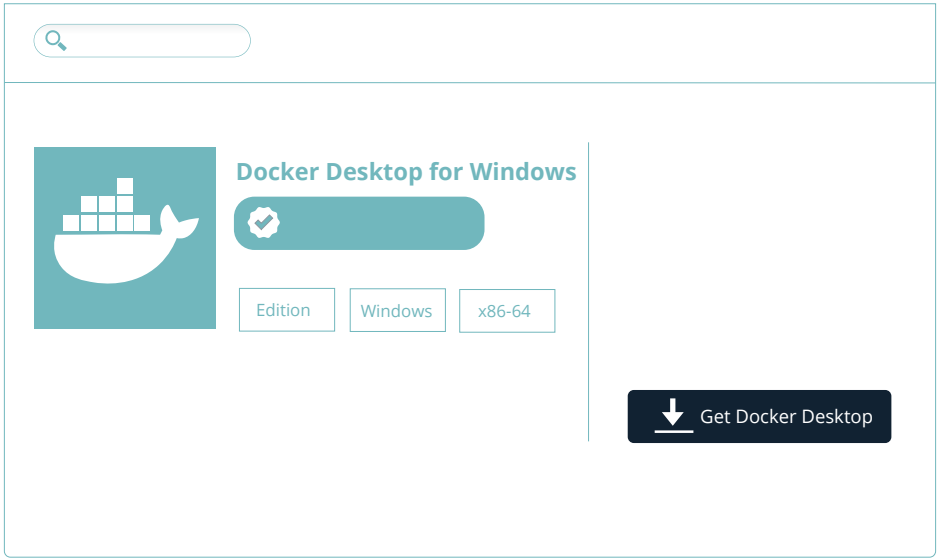 Docker Desktop for Windows
Edition
Windows
x86-64
Get Docker Desktop